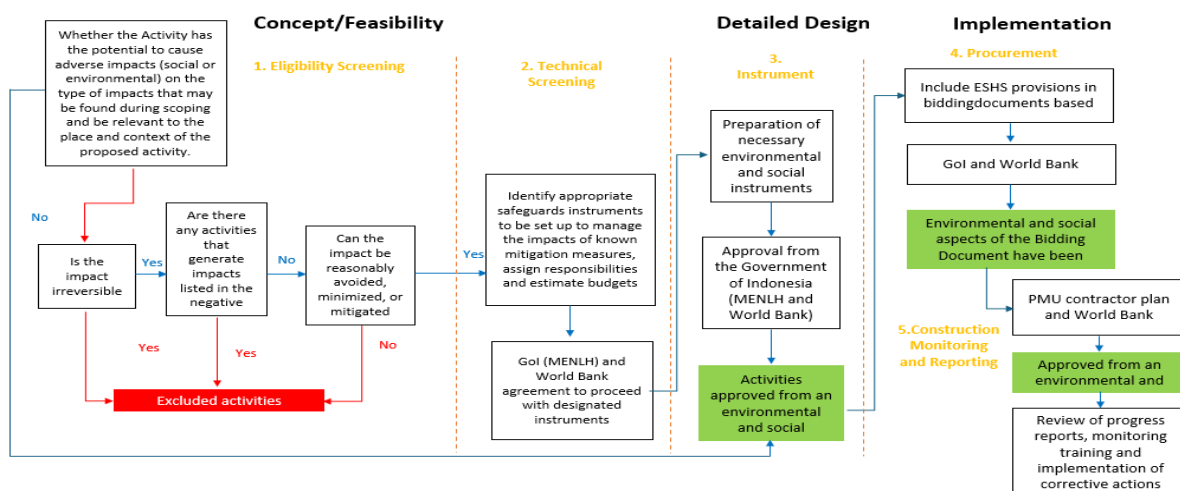 Concept/Feasibility
Detailed Design
Implementation
Whether the Activity has
the potential to cause
adverse impacts (social or
environmental) on the
type of impacts that may
be found during scoping
and be relevant to the
place and context of the
proposed activity.
1. Eligibility Screening
2. Technical
Screening
3.
Instrument
4. Procurement
No
Is the
impact
irreversible
Yes
Are there
any activities
that
generate
impacts
listed in the
negative
No
Can the
impact be
reasonably
avoided,
minimized, or
mitigated
Yes
Yes
Yes
No
Excluded activities
Identify appropriate
safeguards instruments
to be set up to manage
the impacts of known
mitigation measures,
assign responsibilities
and estimate budgets
GoI (MENLH) and
World Bank
agreement to proceed
with designated
instruments
Preparation of
necessary
environmental
and social
instruments
Approval from
the Government
of Indonesia
(MENLH and
World Bank)
Activities
approved from an
environmental
and social
Include ESHS provisions in
biddingdocuments based
GoI and World Bank
Environmental and social
aspects of the Bidding
Document have been
PMU contractor plan
and World Bank
5.Construction
Monitoring
and Reporting
Approved from an
environmental and
Review of progress
reports, monitoring
training and
implementation of
corrective actions